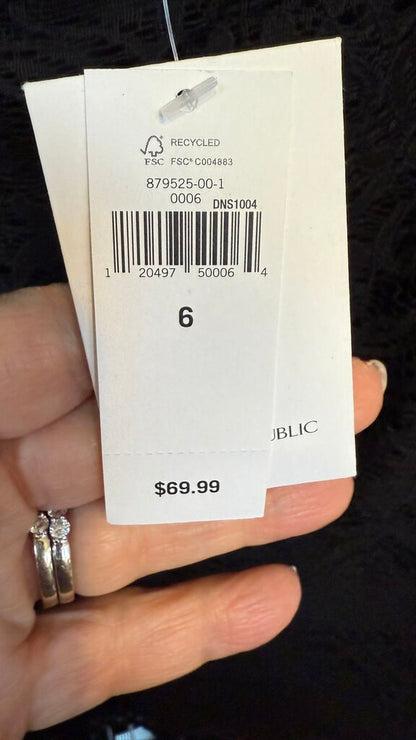 RECYCLED
FSC FSC® C004883
879525-00-1
0006 DNS1004
1 20497 50006 4
6
UBLIC
$69.99